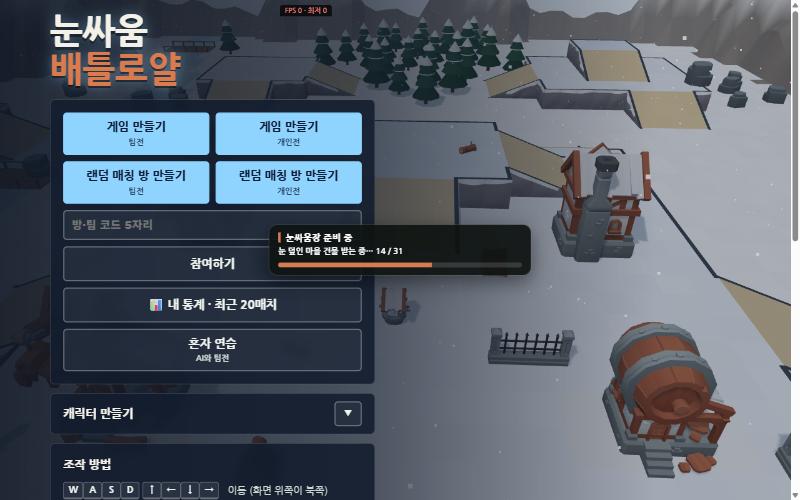 FPS 0 · 최저 0
눈싸움
배틀로얄
게임 만들기
팀전
게임 만들기
개인전
랜덤 매칭 방 만들기
팀전
랜덤 매칭 방 만들기
개인전
방·팀 코드 5자리
눈싸움장 준비 중
눈 덮인 마을 건물 받는 중… 14 / 31
참여하기
내 통계 · 최근 20매치
혼자 연습
AI와 팀전
캐릭터 만들기
▼
조작 방법
W A S D ↑ ← ↓ → 이동 (화면 위쪽이 북쪽)